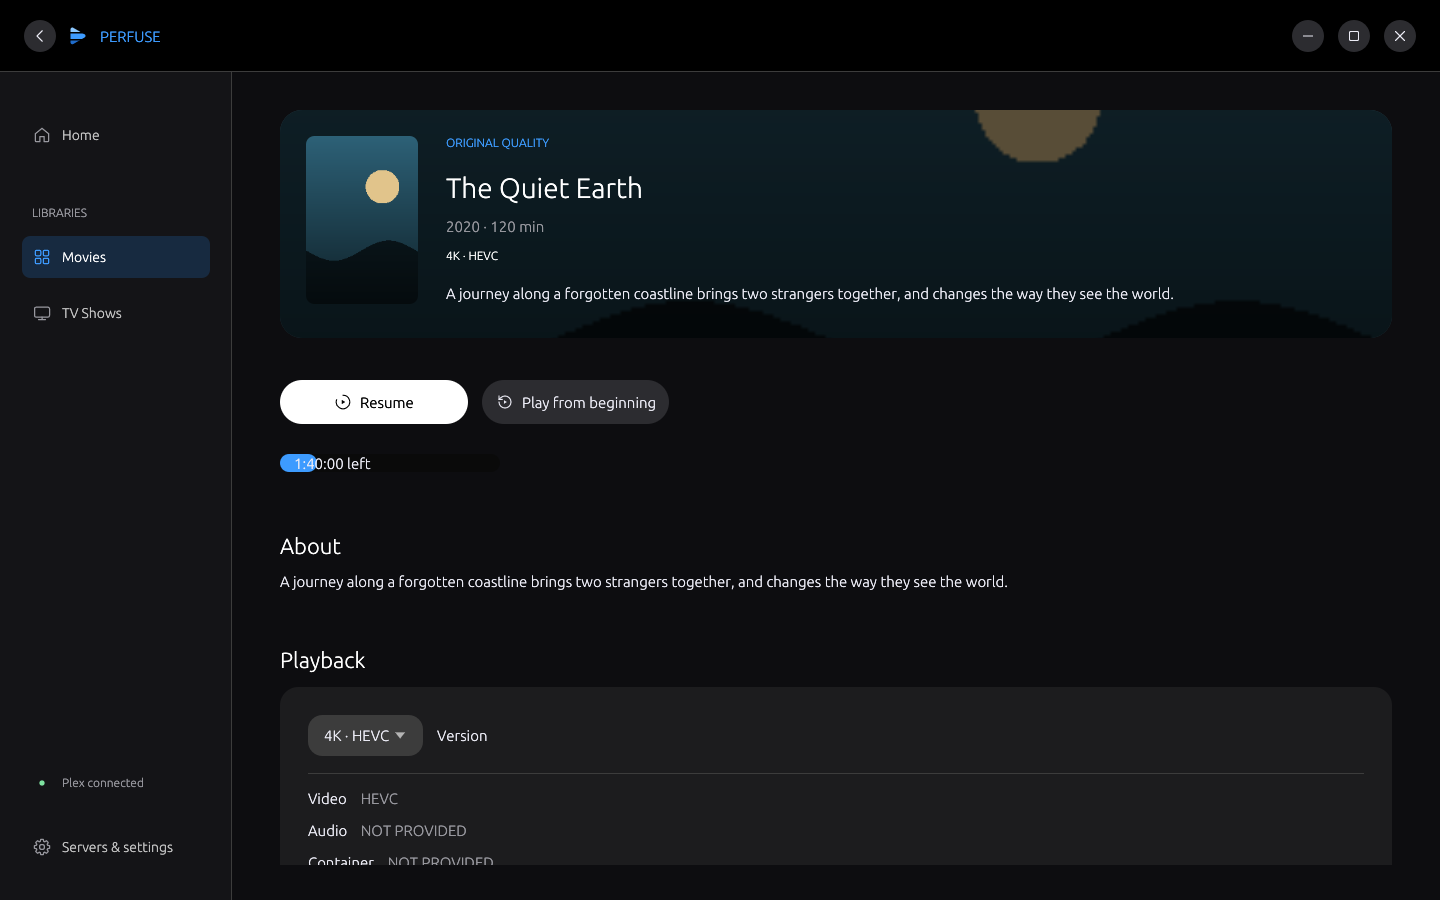 PERFUSE
Home
LIBRARIES
Movies
TV Shows
Plex connected
Servers & settings
ORIGINAL QUALITY
The Quiet Earth
2020 · 120 min
4K · HEVC
A journey along a forgotten coastline brings two strangers together, and changes the way they see the world.
Resume
Play from beginning
1:40:00 left
About
A journey along a forgotten coastline brings two strangers together, and changes the way they see the world.
Playback
4K · HEVC
Version
Video HEVC
Audio NOT PROVIDED
Container NOT PROVIDED